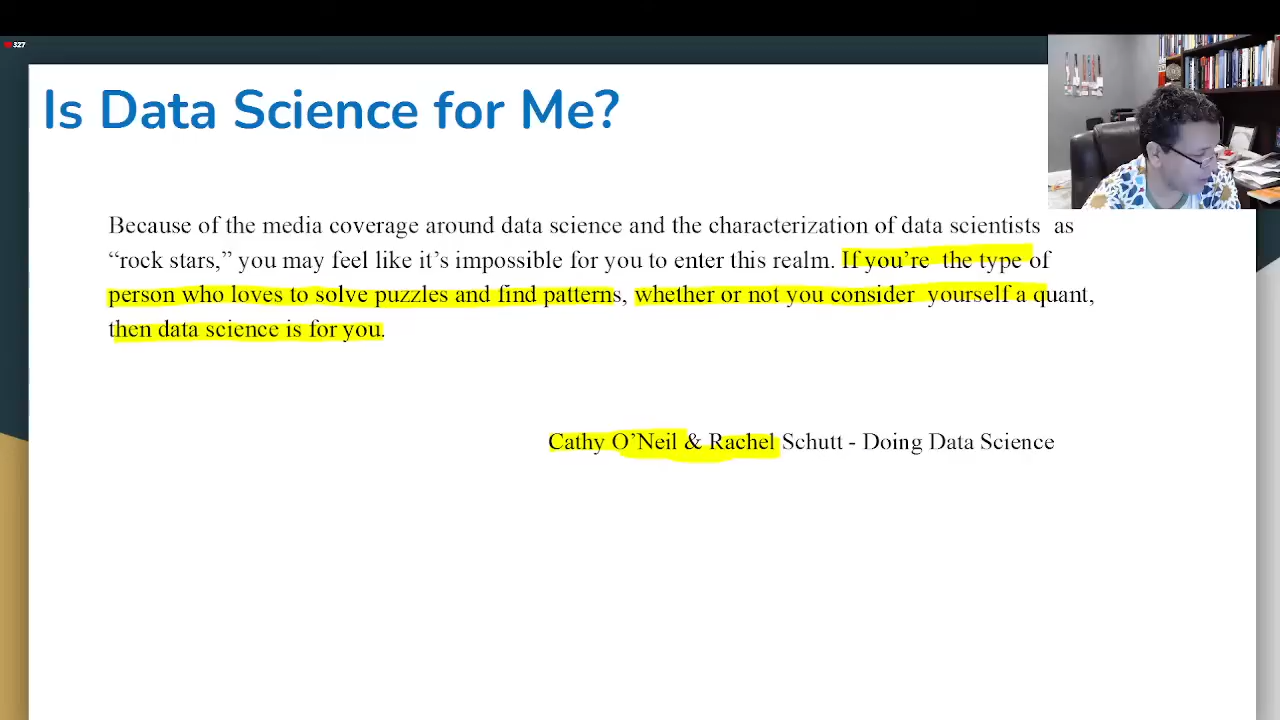 327
Is Data Science for Me?
Because of the media coverage around data science and the characterization of data scientists as
“rock stars,” you may feel like it’s impossible for you to enter this realm. If you’re the type of
person who loves to solve puzzles and find patterns, whether or not you consider yourself a quant,
then data science is for you.
Cathy O’Neil & Rachel Schutt - Doing Data Science